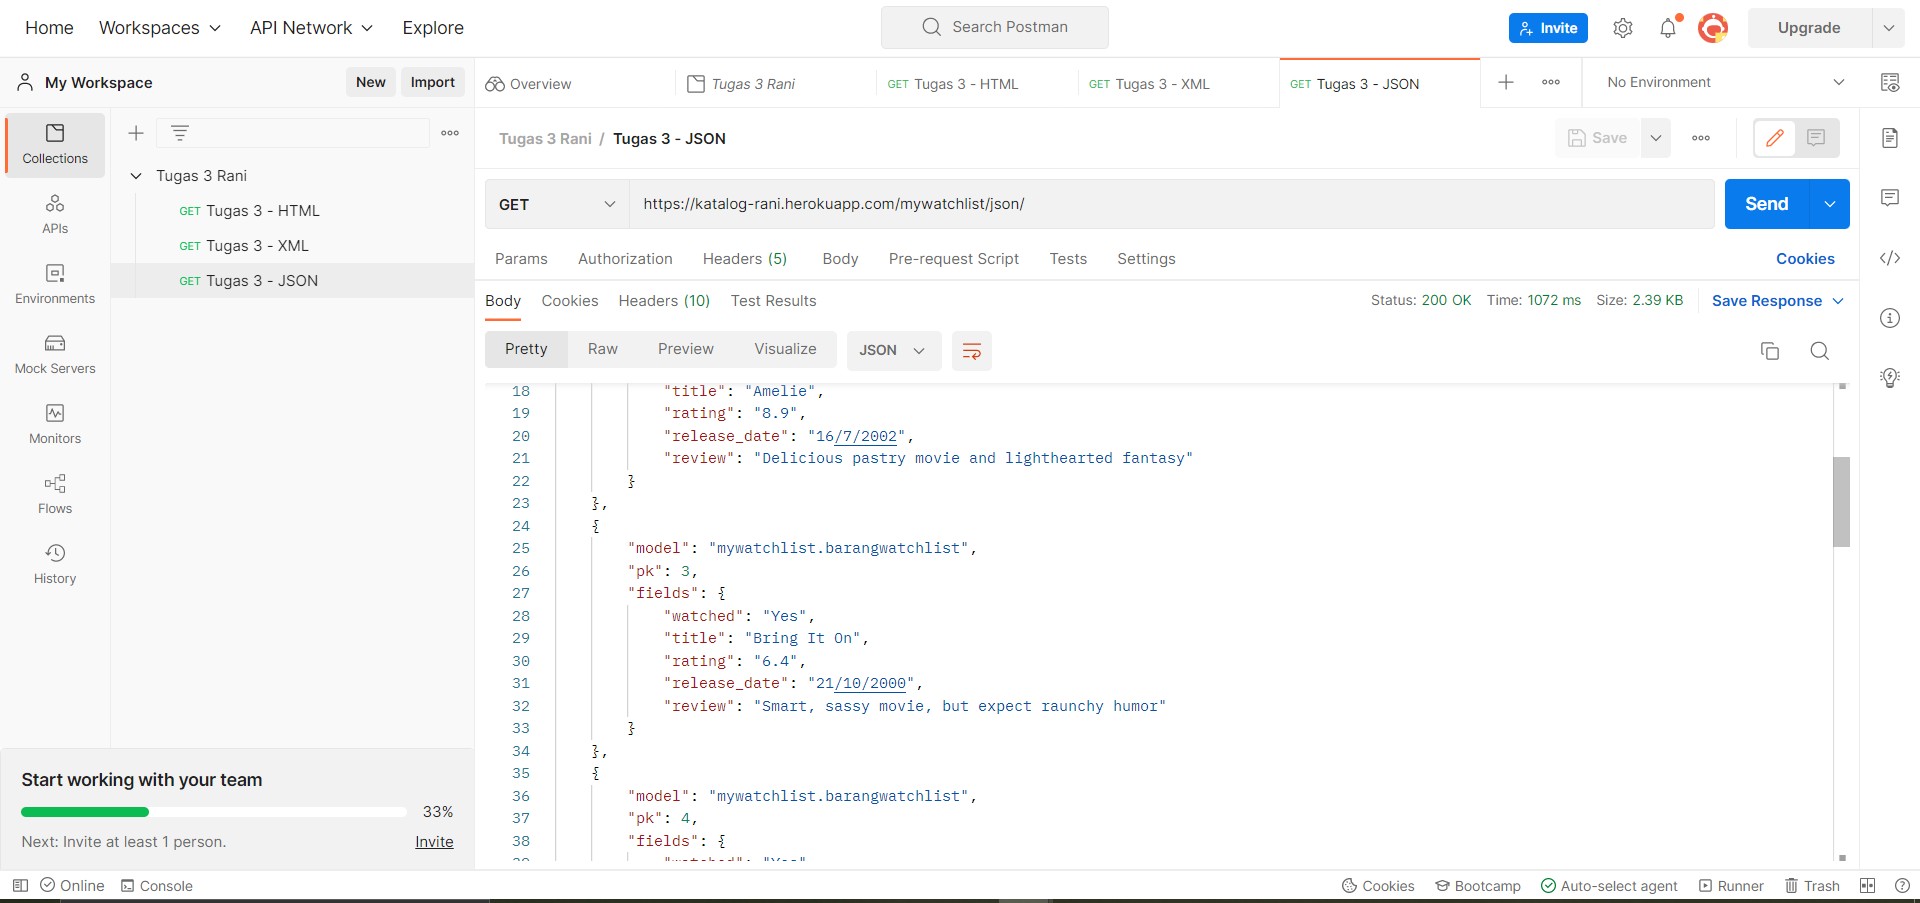 Home Workspaces API Network Explore Search Postman Invite Upgrade
My Workspace New Import Overview Tugas 3 Rani GET Tugas 3 - HTML GET Tugas 3 - XML GET Tugas 3 - JSON No Environment
Collections
APIs
Environments
Mock Servers
Monitors
Flows
History
Tugas 3 Rani
GET Tugas 3 - HTML
GET Tugas 3 - XML
GET Tugas 3 - JSON
Start working with your team
33%
Next: Invite at least 1 person. Invite
Tugas 3 Rani / Tugas 3 - JSON Save
GET https://katalog-rani.herokuapp.com/mywatchlist/json/ Send
Params Authorization Headers (5) Body Pre-request Script Tests Settings Cookies
Body Cookies Headers (10) Test Results Status: 200 OK Time: 1072 ms Size: 2.39 KB Save Response
Pretty Raw Preview Visualize JSON
18 "title": "Amelie",
19 "rating": "8.9",
20 "release_date": "16/7/2002",
21 "review": "Delicious pastry movie and lighthearted fantasy"
22 }
23 },
24 {
25 "model": "mywatchlist.barangwatchlist",
26 "pk": 3,
27 "fields": {
28 "watched": "Yes",
29 "title": "Bring It On",
30 "rating": "6.4",
31 "release_date": "21/10/2000",
32 "review": "Smart, sassy movie, but expect raunchy humor"
33 }
34 },
35 {
36 "model": "mywatchlist.barangwatchlist",
37 "pk": 4,
38 "fields": {
Online Console Cookies Bootcamp Auto-select agent Runner Trash